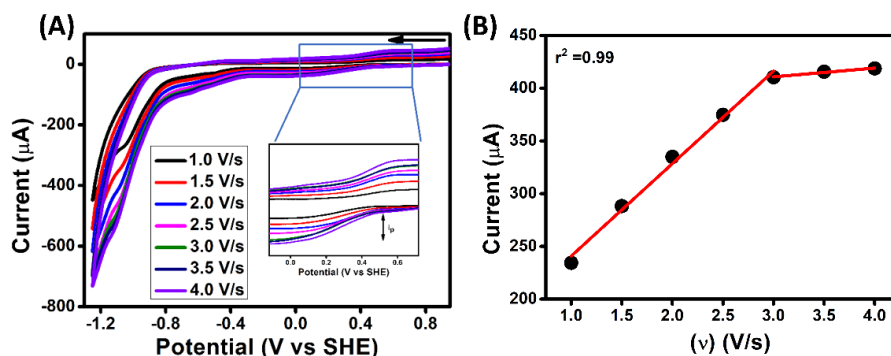 (A)
Current (µA)
0
-200
-400
-600
-800
1.0 V/s
1.5 V/s
2.0 V/s
2.5 V/s
3.0 V/s
3.5 V/s
4.0 V/s
iₚ
0.0 0.2 0.4 0.6
Potential (V vs SHE)
-1.2 -0.8 -0.4 0.0 0.4 0.8
Potential (V vs SHE)
(B)
r² =0.99
Current (µA)
450
400
350
300
250
200
1.0 1.5 2.0 2.5 3.0 3.5 4.0
(ν) (V/s)